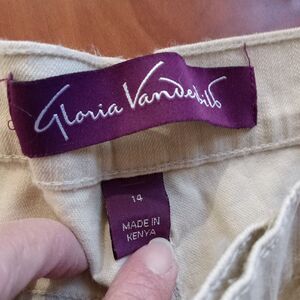 Gloria Vanderbilt
14
MADE IN
KENYA